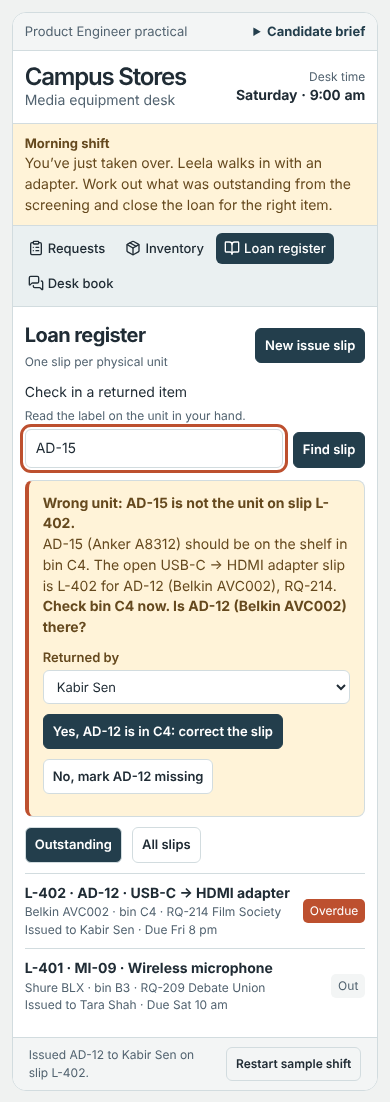 Product Engineer practical
▶ Candidate brief
Campus Stores
Media equipment desk
Desk time
Saturday · 9:00 am
Morning shift
You’ve just taken over. Leela walks in with an
adapter. Work out what was outstanding from the
screening and close the loan for the right item.
Requests
Inventory
Loan register
Desk book
Loan register
One slip per physical unit
New issue slip
Check in a returned item
Read the label on the unit in your hand.
AD-15
Find slip
Wrong unit: AD-15 is not the unit on slip L-
402.
AD-15 (Anker A8312) should be on the shelf in
bin C4. The open USB-C → HDMI adapter slip
is L-402 for AD-12 (Belkin AVC002), RQ-214.
Check bin C4 now. Is AD-12 (Belkin AVC002)
there?
Returned by
Kabir Sen
Yes, AD-12 is in C4: correct the slip
No, mark AD-12 missing
Outstanding
All slips
L-402 · AD-12 · USB-C → HDMI adapter
Belkin AVC002 · bin C4 · RQ-214 Film Society
Issued to Kabir Sen · Due Fri 8 pm
Overdue
L-401 · MI-09 · Wireless microphone
Shure BLX · bin B3 · RQ-209 Debate Union
Issued to Tara Shah · Due Sat 10 am
Out
Issued AD-12 to Kabir Sen on
slip L-402.
Restart sample shift